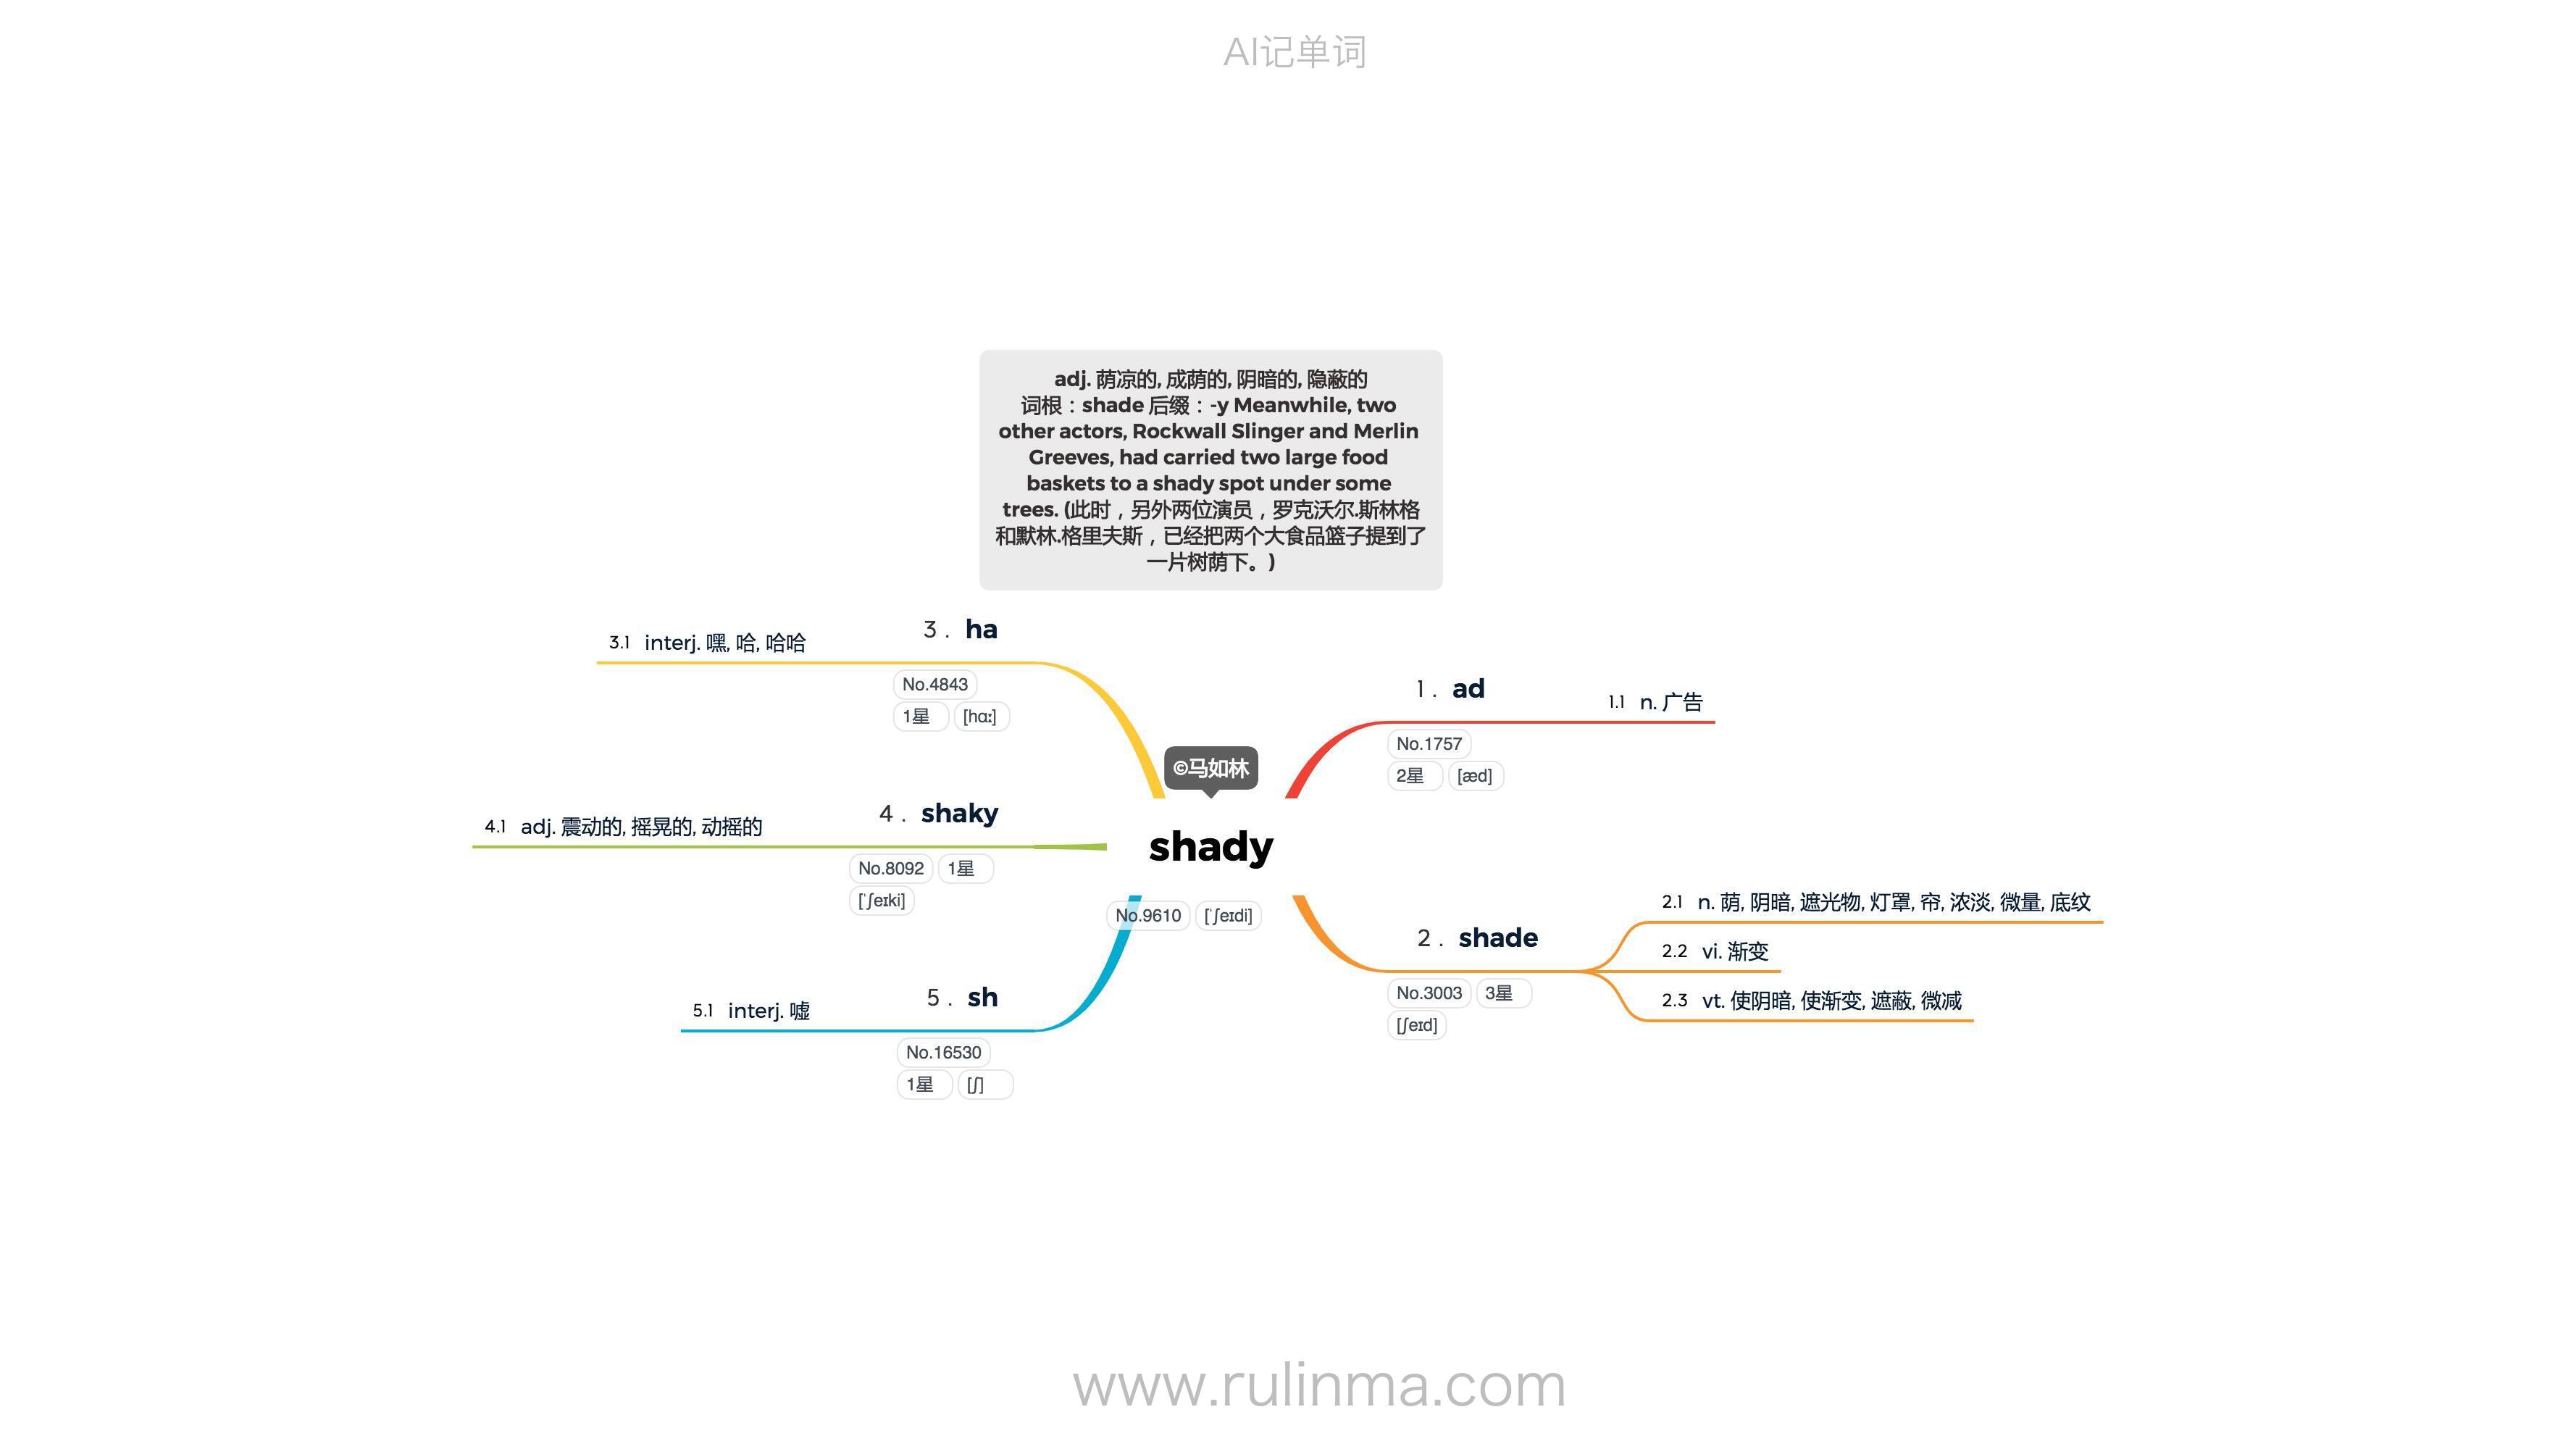 AI记单词
adj. 荫凉的, 成荫的, 阴暗的, 隐蔽的
词根：shade 后缀：-y Meanwhile, two
other actors, Rockwall Slinger and Merlin
Greeves, had carried two large food
baskets to a shady spot under some
trees. (此时，另外两位演员，罗克沃尔.斯林格
和默林.格里夫斯，已经把两个大食品篮子提到了
一片树荫下。)
©马如林
shady
No.9610 [ˈʃeɪdi]
1. ad
No.1757
2星 [æd]
1.1 n. 广告
2. shade
No.3003 3星
[ʃeɪd]
2.1 n. 荫, 阴暗, 遮光物, 灯罩, 帘, 浓淡, 微量, 底纹
2.2 vi. 渐变
2.3 vt. 使阴暗, 使渐变, 遮蔽, 微减
3. ha
No.4843
1星 [hɑː]
3.1 interj. 嘿, 哈, 哈哈
4. shaky
No.8092 1星
[ˈʃeɪki]
4.1 adj. 震动的, 摇晃的, 动摇的
5. sh
No.16530
1星 [ʃ]
5.1 interj. 嘘
www.rulinma.com